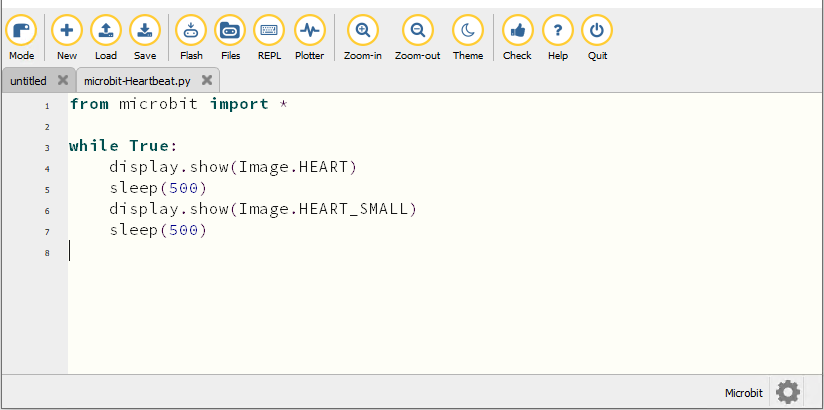 Mode New Load Save Flash Files REPL Plotter Zoom-in Zoom-out Theme Check Help Quit
untitled microbit-Heartbeat.py
1 from microbit import *
2
3 while True:
4     display.show(Image.HEART)
5     sleep(500)
6     display.show(Image.HEART_SMALL)
7     sleep(500)
8
Microbit